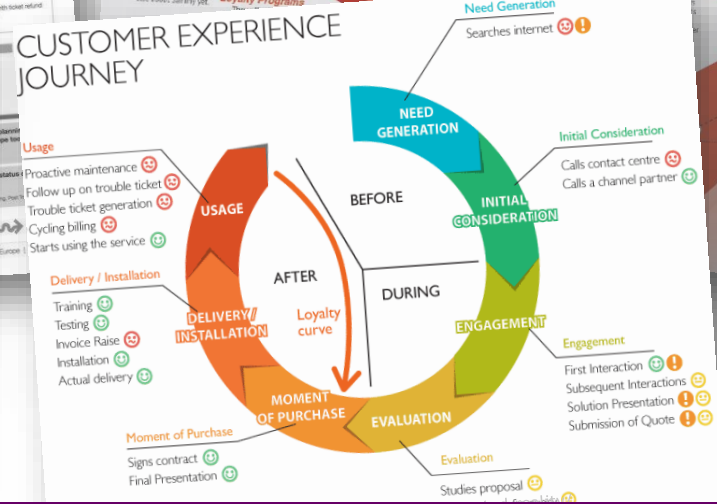 CUSTOMER EXPERIENCE
JOURNEY
Need Generation
Searches internet
NEED
GENERATION
Initial Consideration
Calls contact centre
Calls a channel partner
INITIAL
CONSIDERATION
BEFORE
Usage
Proactive maintenance
Follow up on trouble ticket
Trouble ticket generation
Cycling billing
Starts using the service
USAGE
AFTER
DURING
Loyalty
curve
Delivery / Installation
Training
Testing
Invoice Raise
Installation
Actual delivery
DELIVERY /
INSTALLATION
ENGAGEMENT
Engagement
First Interaction
Subsequent Interactions
Solution Presentation
Submission of Quote
MOMENT
OF PURCHASE
EVALUATION
Moment of Purchase
Signs contract
Final Presentation
Evaluation
Studies proposal
Loyalty Programs
ticket refund
Europe